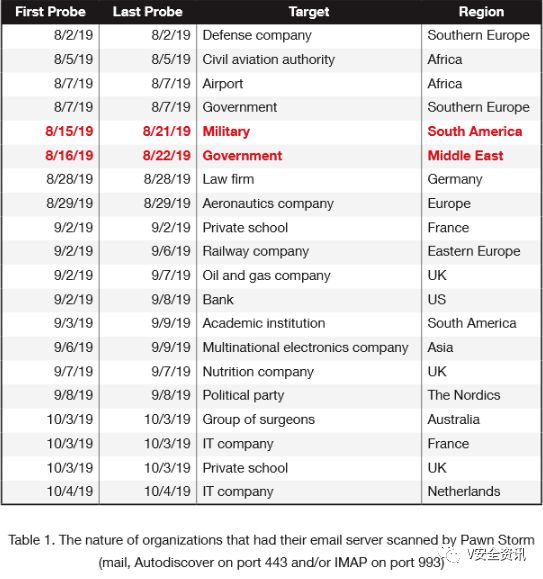 First Probe Last Probe Target Region
8/2/19 8/2/19 Defense company Southern Europe
8/5/19 8/5/19 Civil aviation authority Africa
8/7/19 8/7/19 Airport Africa
8/7/19 8/7/19 Government Southern Europe
8/15/19 8/21/19 Military South America
8/16/19 8/22/19 Government Middle East
8/28/19 8/28/19 Law firm Germany
8/29/19 8/29/19 Aeronautics company Europe
9/2/19 9/2/19 Private school France
9/2/19 9/6/19 Railway company Eastern Europe
9/2/19 9/7/19 Oil and gas company UK
9/2/19 9/8/19 Bank US
9/3/19 9/9/19 Academic institution South America
9/6/19 9/9/19 Multinational electronics company Asia
9/7/19 9/7/19 Nutrition company UK
9/8/19 9/8/19 Political party The Nordics
10/3/19 10/3/19 Group of surgeons Australia
10/3/19 10/3/19 IT company France
10/3/19 10/3/19 Private school UK
10/4/19 10/4/19 IT company Netherlands
Table 1. The nature of organizations that had their email server scanned by Pawn Storm
(mail, Autodiscover on port 443 and/or IMAP on port 993)
V安全资讯